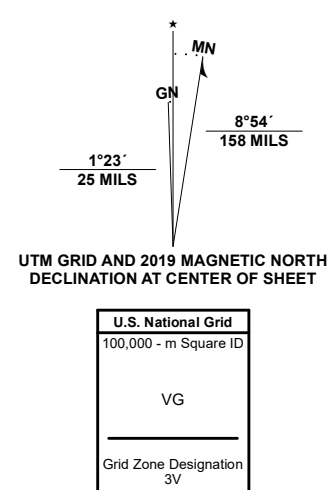 ★
MN
GN
8°54´
158 MILS
1°23´
25 MILS
UTM GRID AND 2019 MAGNETIC NORTH
DECLINATION AT CENTER OF SHEET
U.S. National Grid
100,000 - m Square ID
VG
Grid Zone Designation
3V